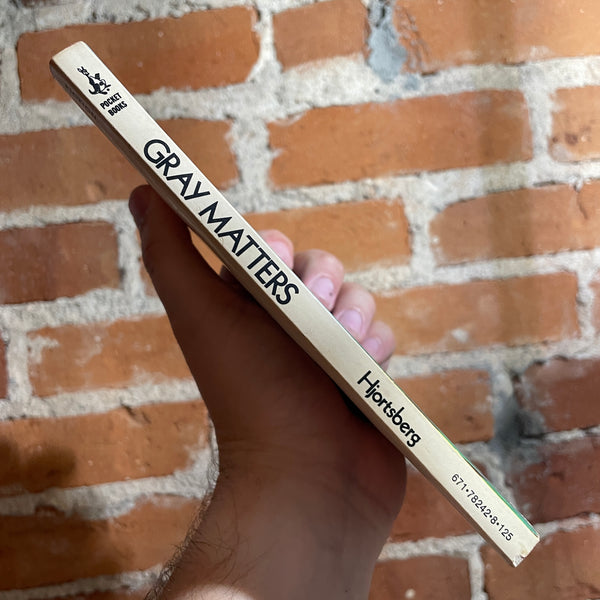 POCKET
BOOKS
GRAY MATTERS
Hjortsberg
671•78242•8•125